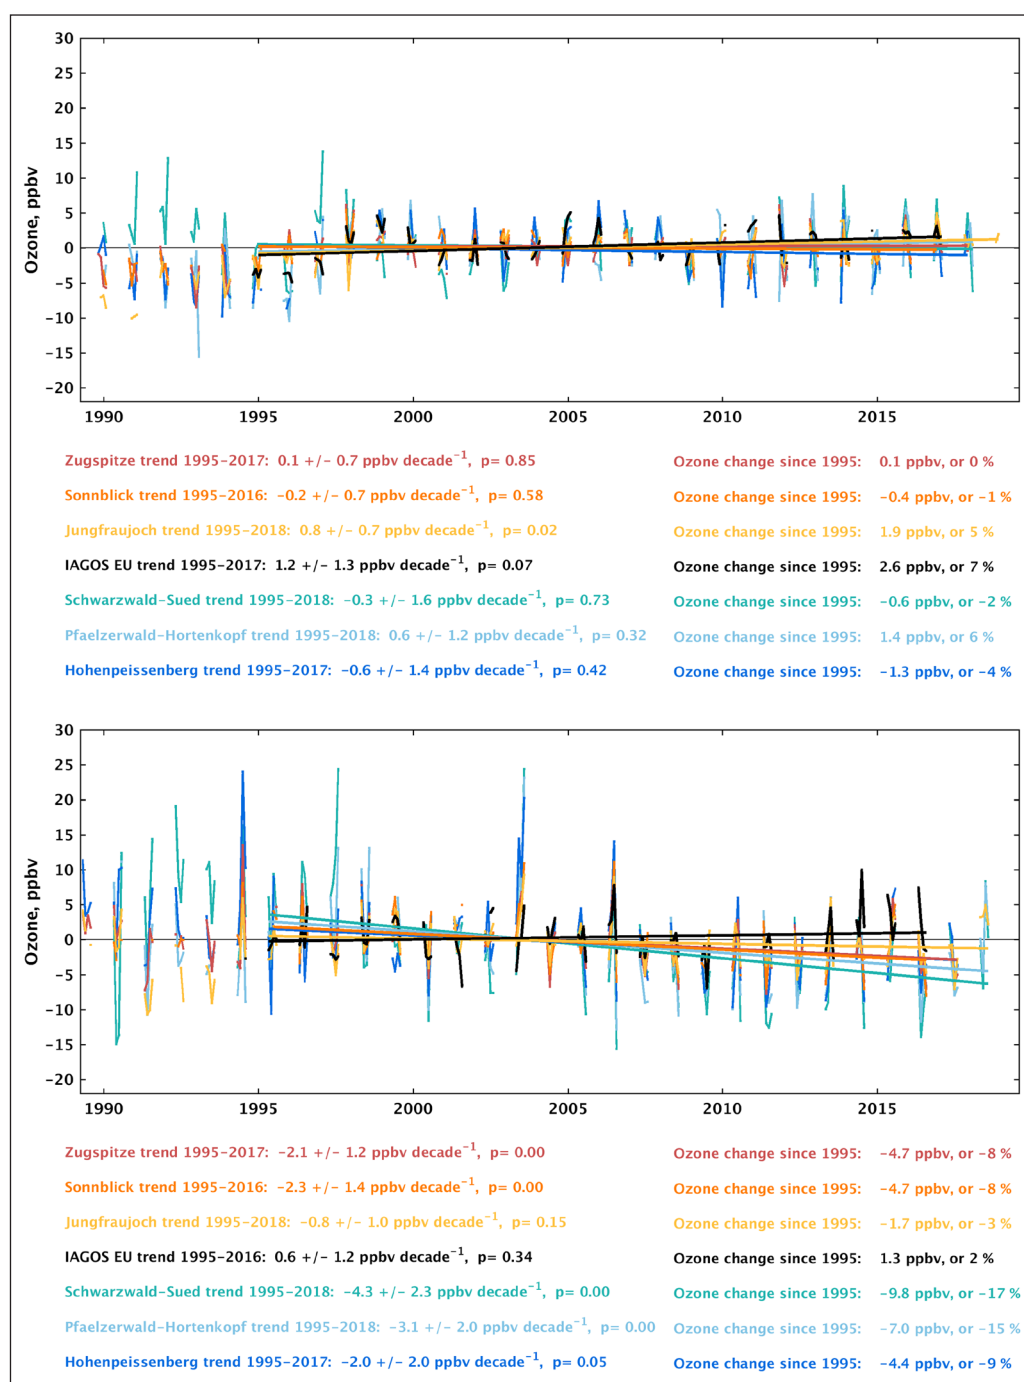 30
25
20
15
10
5
0
−5
−10
−15
−20
Ozone, ppbv
1990 1995 2000 2005 2010 2015
Zugspitze trend 1995−2017: 0.1 +/− 0.7 ppbv decade⁻¹, p= 0.85 Ozone change since 1995: 0.1 ppbv, or 0 %
Sonnblick trend 1995−2016: −0.2 +/− 0.7 ppbv decade⁻¹, p= 0.58 Ozone change since 1995: −0.4 ppbv, or −1 %
Jungfraujoch trend 1995−2018: 0.8 +/− 0.7 ppbv decade⁻¹, p= 0.02 Ozone change since 1995: 1.9 ppbv, or 5 %
IAGOS EU trend 1995−2017: 1.2 +/− 1.3 ppbv decade⁻¹, p= 0.07 Ozone change since 1995: 2.6 ppbv, or 7 %
Schwarzwald−Sued trend 1995−2018: −0.3 +/− 1.6 ppbv decade⁻¹, p= 0.73 Ozone change since 1995: −0.6 ppbv, or −2 %
Pfaelzerwald−Hortenkopf trend 1995−2018: 0.6 +/− 1.2 ppbv decade⁻¹, p= 0.32 Ozone change since 1995: 1.4 ppbv, or 6 %
Hohenpeissenberg trend 1995−2017: −0.6 +/− 1.4 ppbv decade⁻¹, p= 0.42 Ozone change since 1995: −1.3 ppbv, or −4 %
30
25
20
15
10
5
0
−5
−10
−15
−20
Ozone, ppbv
1990 1995 2000 2005 2010 2015
Zugspitze trend 1995−2017: −2.1 +/− 1.2 ppbv decade⁻¹, p= 0.00 Ozone change since 1995: −4.7 ppbv, or −8 %
Sonnblick trend 1995−2016: −2.3 +/− 1.4 ppbv decade⁻¹, p= 0.00 Ozone change since 1995: −4.7 ppbv, or −8 %
Jungfraujoch trend 1995−2018: −0.8 +/− 1.0 ppbv decade⁻¹, p= 0.15 Ozone change since 1995: −1.7 ppbv, or −3 %
IAGOS EU trend 1995−2016: 0.6 +/− 1.2 ppbv decade⁻¹, p= 0.34 Ozone change since 1995: 1.3 ppbv, or 2 %
Schwarzwald−Sued trend 1995−2018: −4.3 +/− 2.3 ppbv decade⁻¹, p= 0.00 Ozone change since 1995: −9.8 ppbv, or −17 %
Pfaelzerwald−Hortenkopf trend 1995−2018: −3.1 +/− 2.0 ppbv decade⁻¹, p= 0.00 Ozone change since 1995: −7.0 ppbv, or −15 %
Hohenpeissenberg trend 1995−2017: −2.0 +/− 2.0 ppbv decade⁻¹, p= 0.05 Ozone change since 1995: −4.4 ppbv, or −9 %